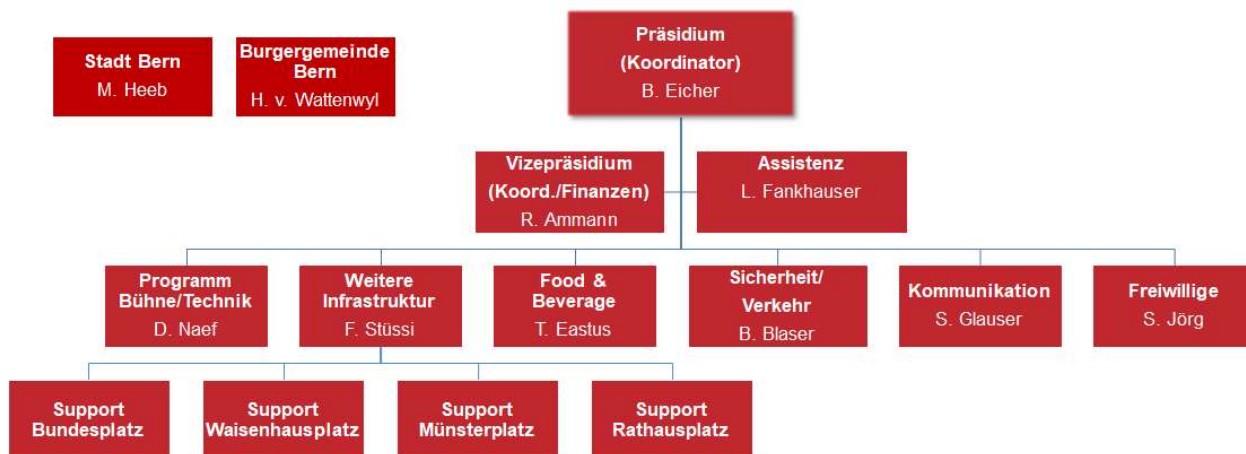 Stadt Bern
M. Heeb
Burgergemeinde
Bern
H. v. Wattenwyl
Präsidium
(Koordinator)
B. Eicher
Vizepräsidium
(Koord./Finanzen)
R. Ammann
Assistenz
L. Fankhauser
Programm
Bühne/Technik
D. Naef
Weitere
Infrastruktur
F. Stüssi
Food &
Beverage
T. Eastus
Sicherheit/
Verkehr
B. Blaser
Kommunikation
S. Glauser
Freiwillige
S. Jörg
Support
Bundesplatz
Support
Waisenhausplatz
Support
Münsterplatz
Support
Rathausplatz